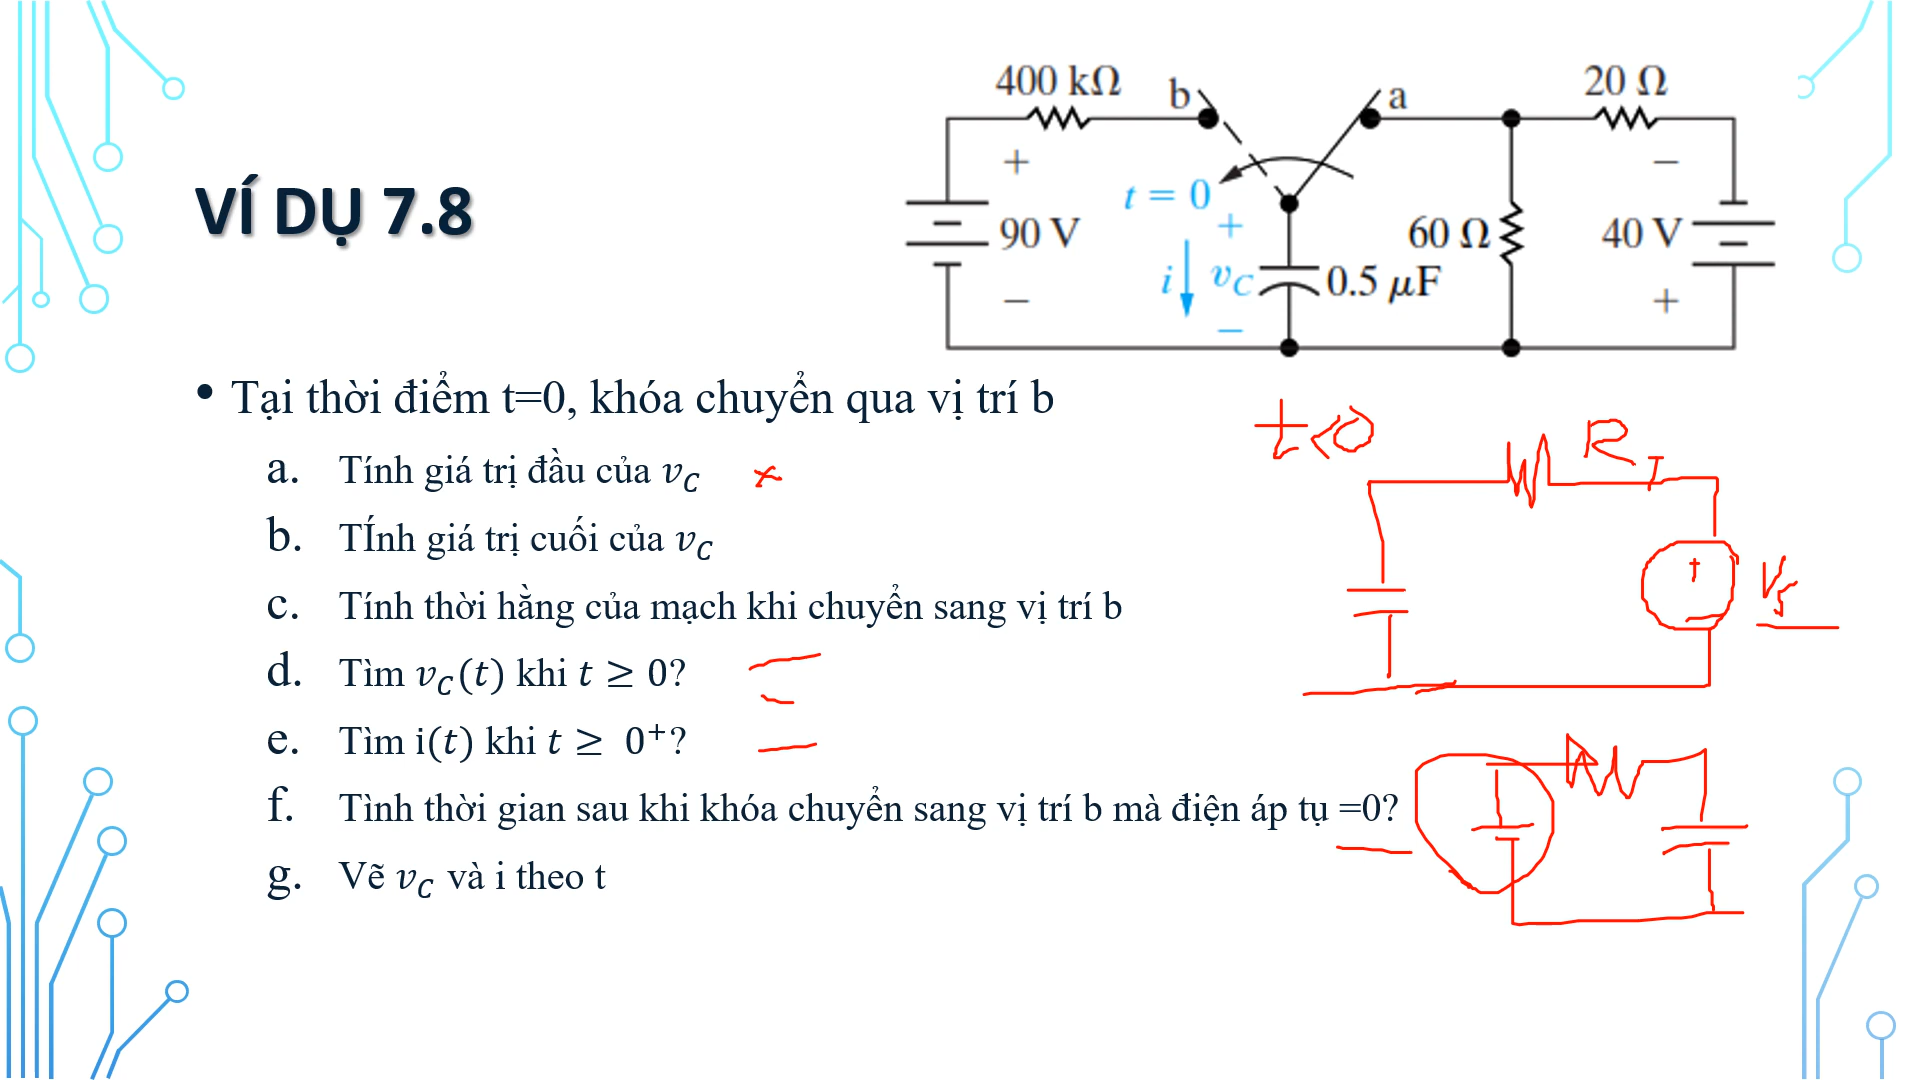 400 kΩ
b
a
20 Ω
+
−
t = 0
VÍ DỤ 7.8
90 V
+
60 Ω
40 V
i
v_C
0.5 μF
−
−
+
• Tại thời điểm t=0, khóa chuyển qua vị trí b
t<0
R_T
a. Tính giá trị đầu của v_C x
b. TÍnh giá trị cuối của v_C
+
V_s
c. Tính thời hằng của mạch khi chuyển sang vị trí b
d. Tìm v_C(t) khi t ≥ 0?
e. Tìm i(t) khi t ≥ 0⁺?
f. Tình thời gian sau khi khóa chuyển sang vị trí b mà điện áp tụ =0?
g. Vẽ v_C và i theo t